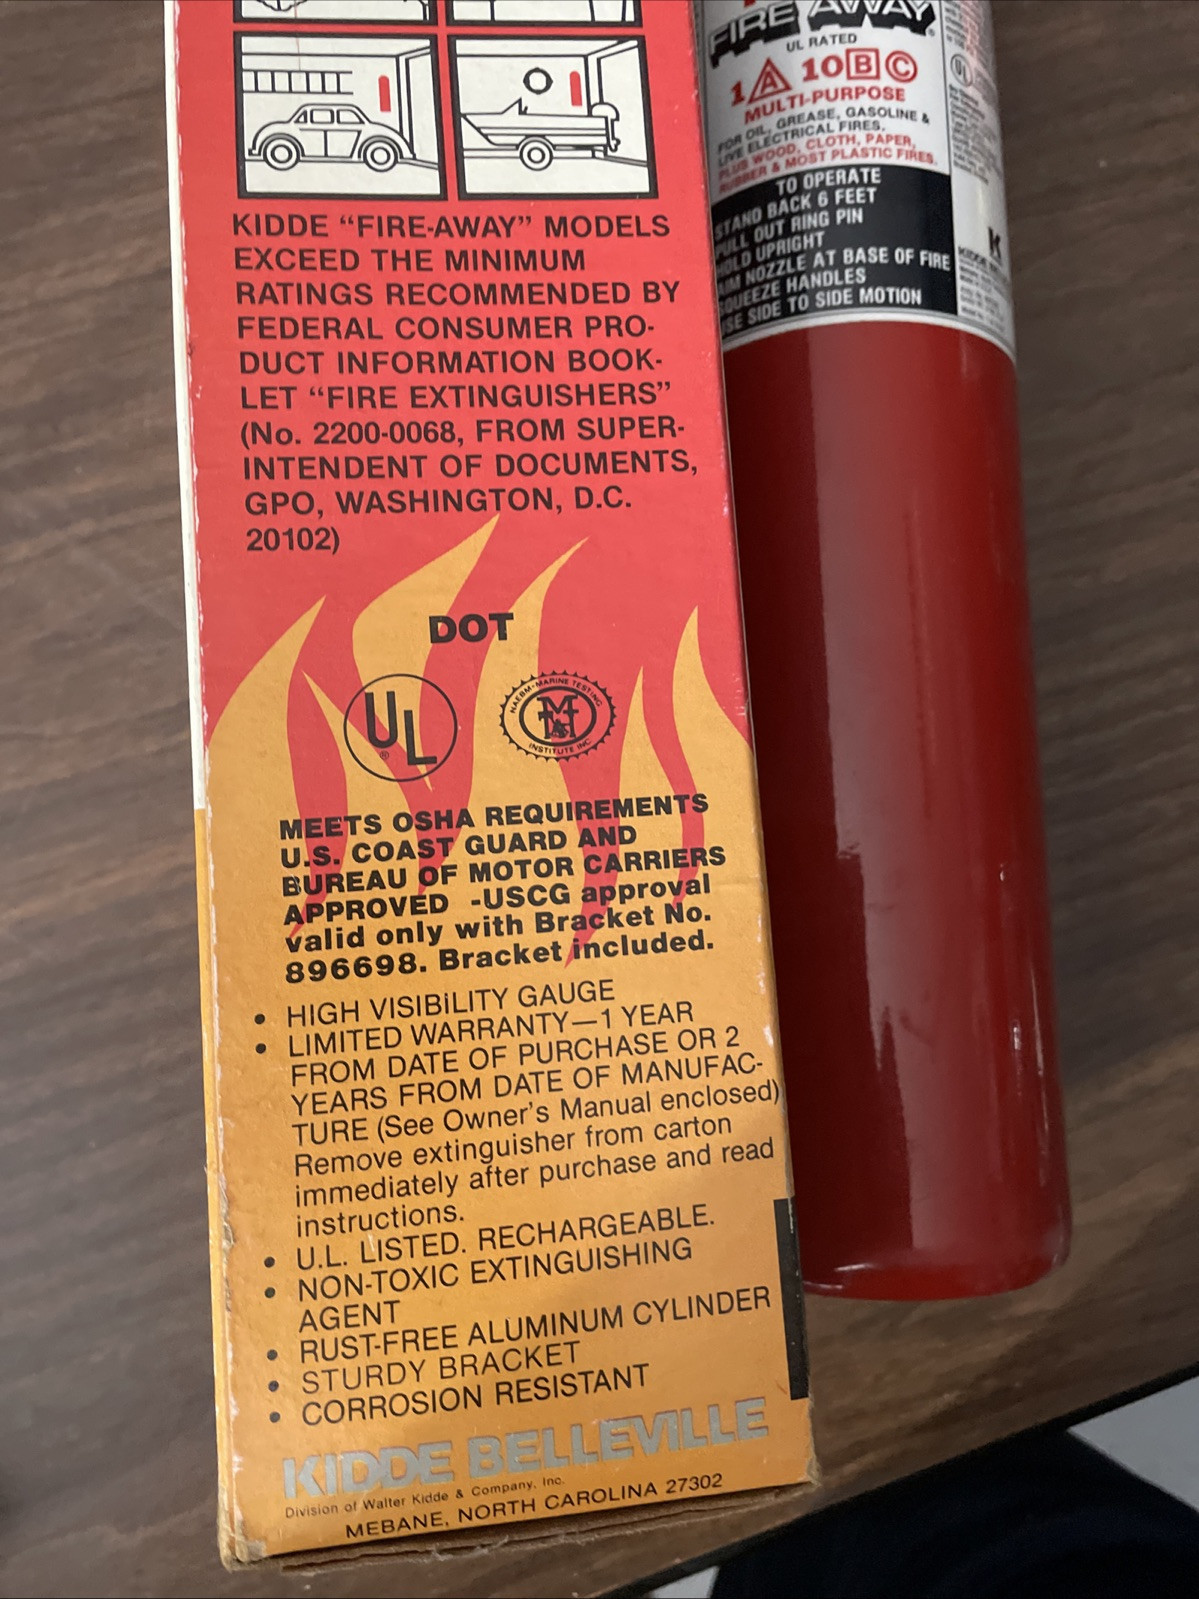 KIDDE “FIRE-AWAY” MODELS
EXCEED THE MINIMUM
RATINGS RECOMMENDED BY
FEDERAL CONSUMER PRO-
DUCT INFORMATION BOOK-
LET “FIRE EXTINGUISHERS”
(No. 2200-0068, FROM SUPER-
INTENDENT OF DOCUMENTS,
GPO, WASHINGTON, D.C.
20102)
DOT
UL
®
NAEBM-MARINE TESTING
INSTITUTE INC
MEETS OSHA REQUIREMENTS
U.S. COAST GUARD AND
BUREAU OF MOTOR CARRIERS
APPROVED -USCG approval
valid only with Bracket No.
896698. Bracket included.
• HIGH VISIBILITY GAUGE
• LIMITED WARRANTY—1 YEAR
FROM DATE OF PURCHASE OR 2
YEARS FROM DATE OF MANUFAC-
TURE (See Owner's Manual enclosed)
Remove extinguisher from carton
immediately after purchase and read
instructions.
• U.L. LISTED. RECHARGEABLE.
• NON-TOXIC EXTINGUISHING
AGENT
• RUST-FREE ALUMINUM CYLINDER
• STURDY BRACKET
• CORROSION RESISTANT
KIDDE BELLEVILLE
Division of Walter Kidde & Company, Inc.
MEBANE, NORTH CAROLINA 27302
FIRE AWAY
UL RATED
1 A 10 B C
MULTI-PURPOSE
FOR OIL, GREASE, GASOLINE &
LIVE ELECTRICAL FIRES,
PLUS WOOD, CLOTH, PAPER,
RUBBER & MOST PLASTIC FIRES.
TO OPERATE
STAND BACK 6 FEET
PULL OUT RING PIN
HOLD UPRIGHT
AIM NOZZLE AT BASE OF FIRE
SQUEEZE HANDLES
USE SIDE TO SIDE MOTION
UL
K